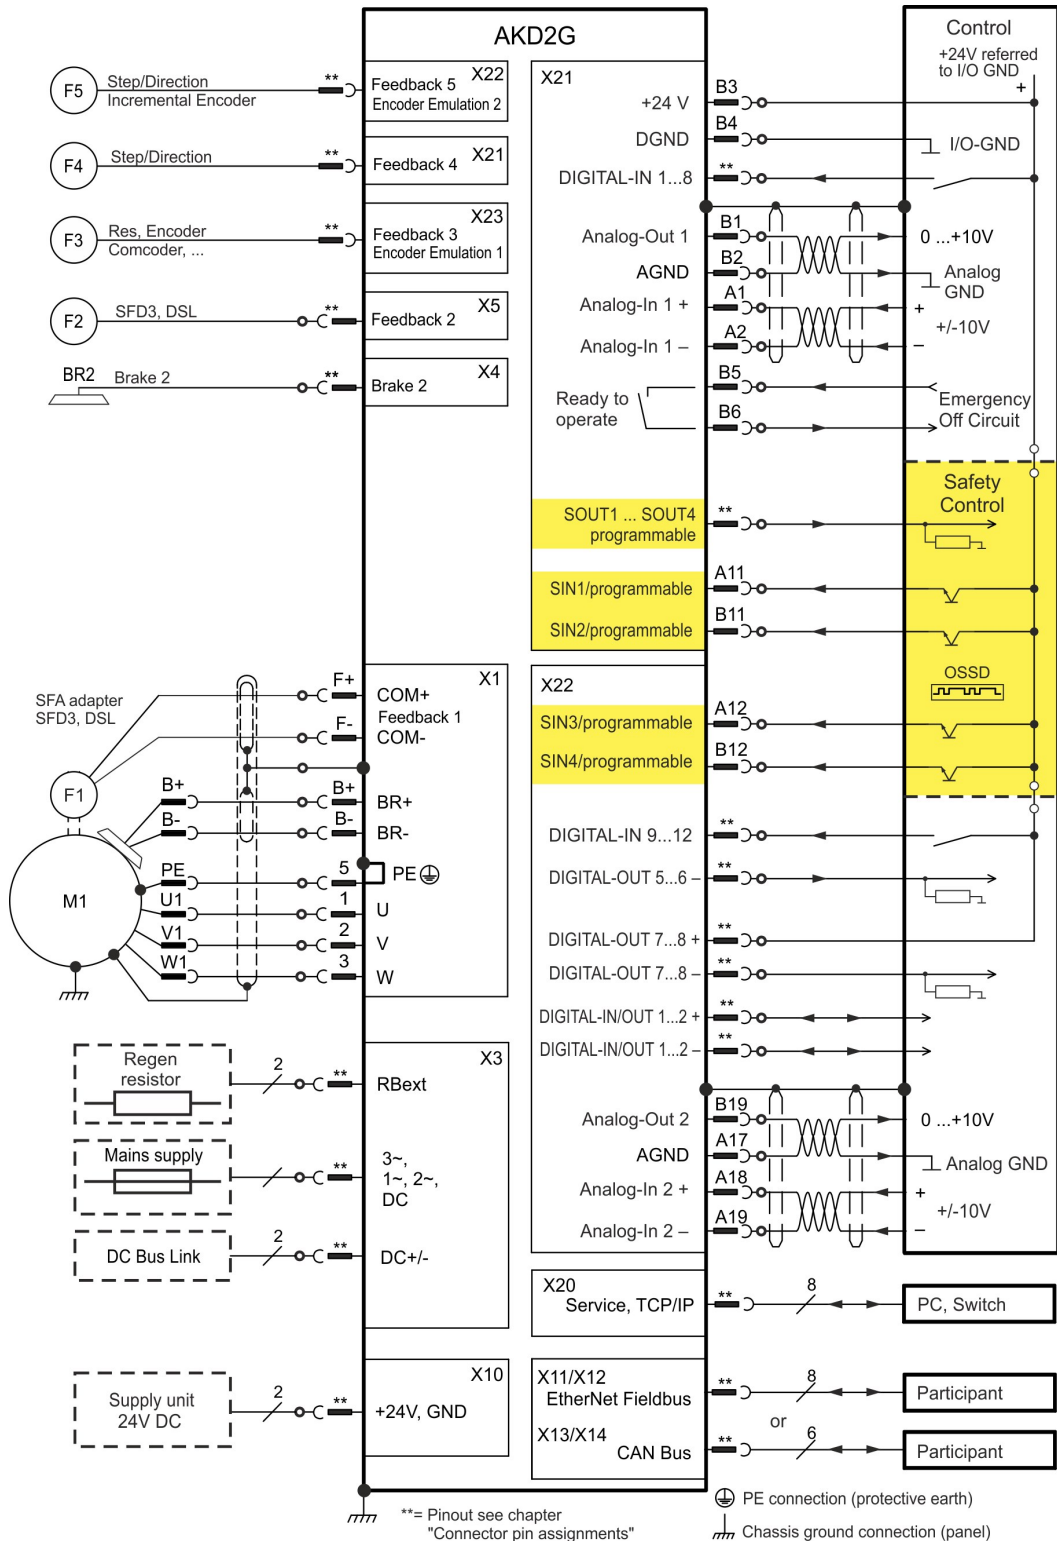 AKD2G
Control
+24V referred
to I/O GND
+
F5
Step/Direction
Incremental Encoder
**
X22
Feedback 5
Encoder Emulation 2
F4
Step/Direction
**
X21
Feedback 4
F3
Res, Encoder
Comcoder, ...
**
X23
Feedback 3
Encoder Emulation 1
F2
SFD3, DSL
**
X5
Feedback 2
BR2
Brake 2
**
X4
Brake 2
X21
+24 V
B3
DGND
B4
I/O-GND
DIGITAL-IN 1...8
**
Analog-Out 1
B1
0 ...+10V
AGND
B2
Analog
GND
Analog-In 1 +
A1
+
+/-10V
Analog-In 1 –
A2
–
Ready to
operate
B5
B6
Emergency
Off Circuit
Safety
Control
SOUT1 ... SOUT4
programmable
**
SIN1/programmable
A11
SIN2/programmable
B11
OSSD
X22
SIN3/programmable
A12
SIN4/programmable
B12
DIGITAL-IN 9...12
**
DIGITAL-OUT 5...6 –
**
DIGITAL-OUT 7...8 +
**
DIGITAL-OUT 7...8 –
**
DIGITAL-IN/OUT 1...2 +
**
DIGITAL-IN/OUT 1...2 –
**
Analog-Out 2
B19
0 ...+10V
AGND
A17
Analog GND
Analog-In 2 +
A18
+
+/-10V
Analog-In 2 –
A19
–
SFA adapter
SFD3, DSL
F1
M1
X1
F+
COM+
Feedback 1
F-
COM-
B+
B+
BR+
B-
B-
BR-
PE
5
PE
U1
1
U
V1
2
V
W1
3
W
Regen
resistor
2
**
X3
RBext
Mains supply
**
3~,
1~, 2~,
DC
DC Bus Link
2
**
DC+/-
Supply unit
24V DC
2
**
X10
+24V, GND
X20
Service, TCP/IP
**
8
PC, Switch
X11/X12
EtherNet Fieldbus
**
8
Participant
or
X13/X14
CAN Bus
**
6
Participant
**= Pinout see chapter
"Connector pin assignments"
PE connection (protective earth)
Chassis ground connection (panel)